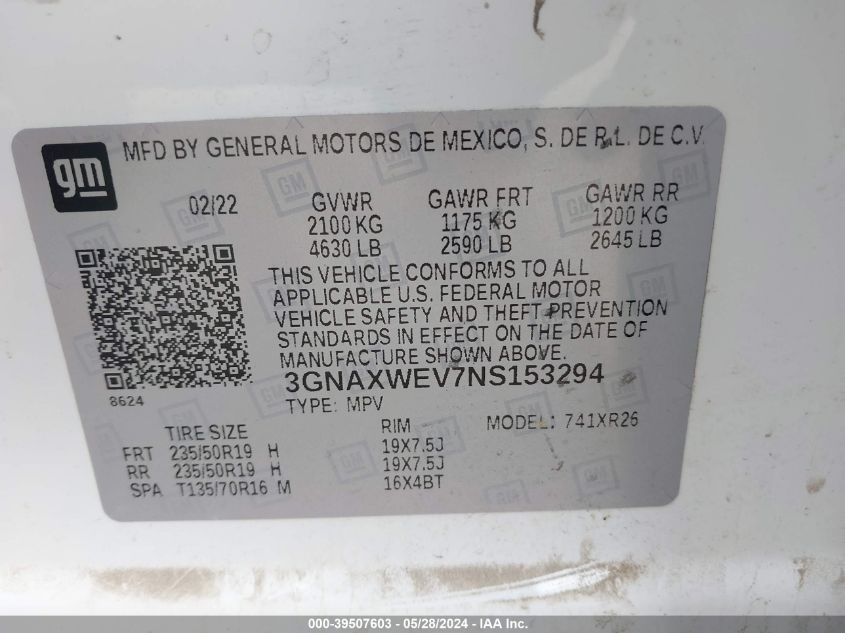 gm
MFD BY GENERAL MOTORS DE MEXICO, S. DE R.L. DE C.V.
02/22
GVWR GAWR FRT GAWR RR
2100 KG 1175 KG 1200 KG
4630 LB 2590 LB 2645 LB
THIS VEHICLE CONFORMS TO ALL
APPLICABLE U.S. FEDERAL MOTOR
VEHICLE SAFETY AND THEFT PREVENTION
STANDARDS IN EFFECT ON THE DATE OF
MANUFACTURE SHOWN ABOVE.
8624
3GNAXWEV7NS153294
TYPE: MPV
MODEL: 741XR26
TIRE SIZE RIM
FRT 235/50R19 H 19X7.5J
RR 235/50R19 H 19X7.5J
SPA T135/70R16 M 16X4BT
000-39507603 - 05/28/2024 - IAA Inc.